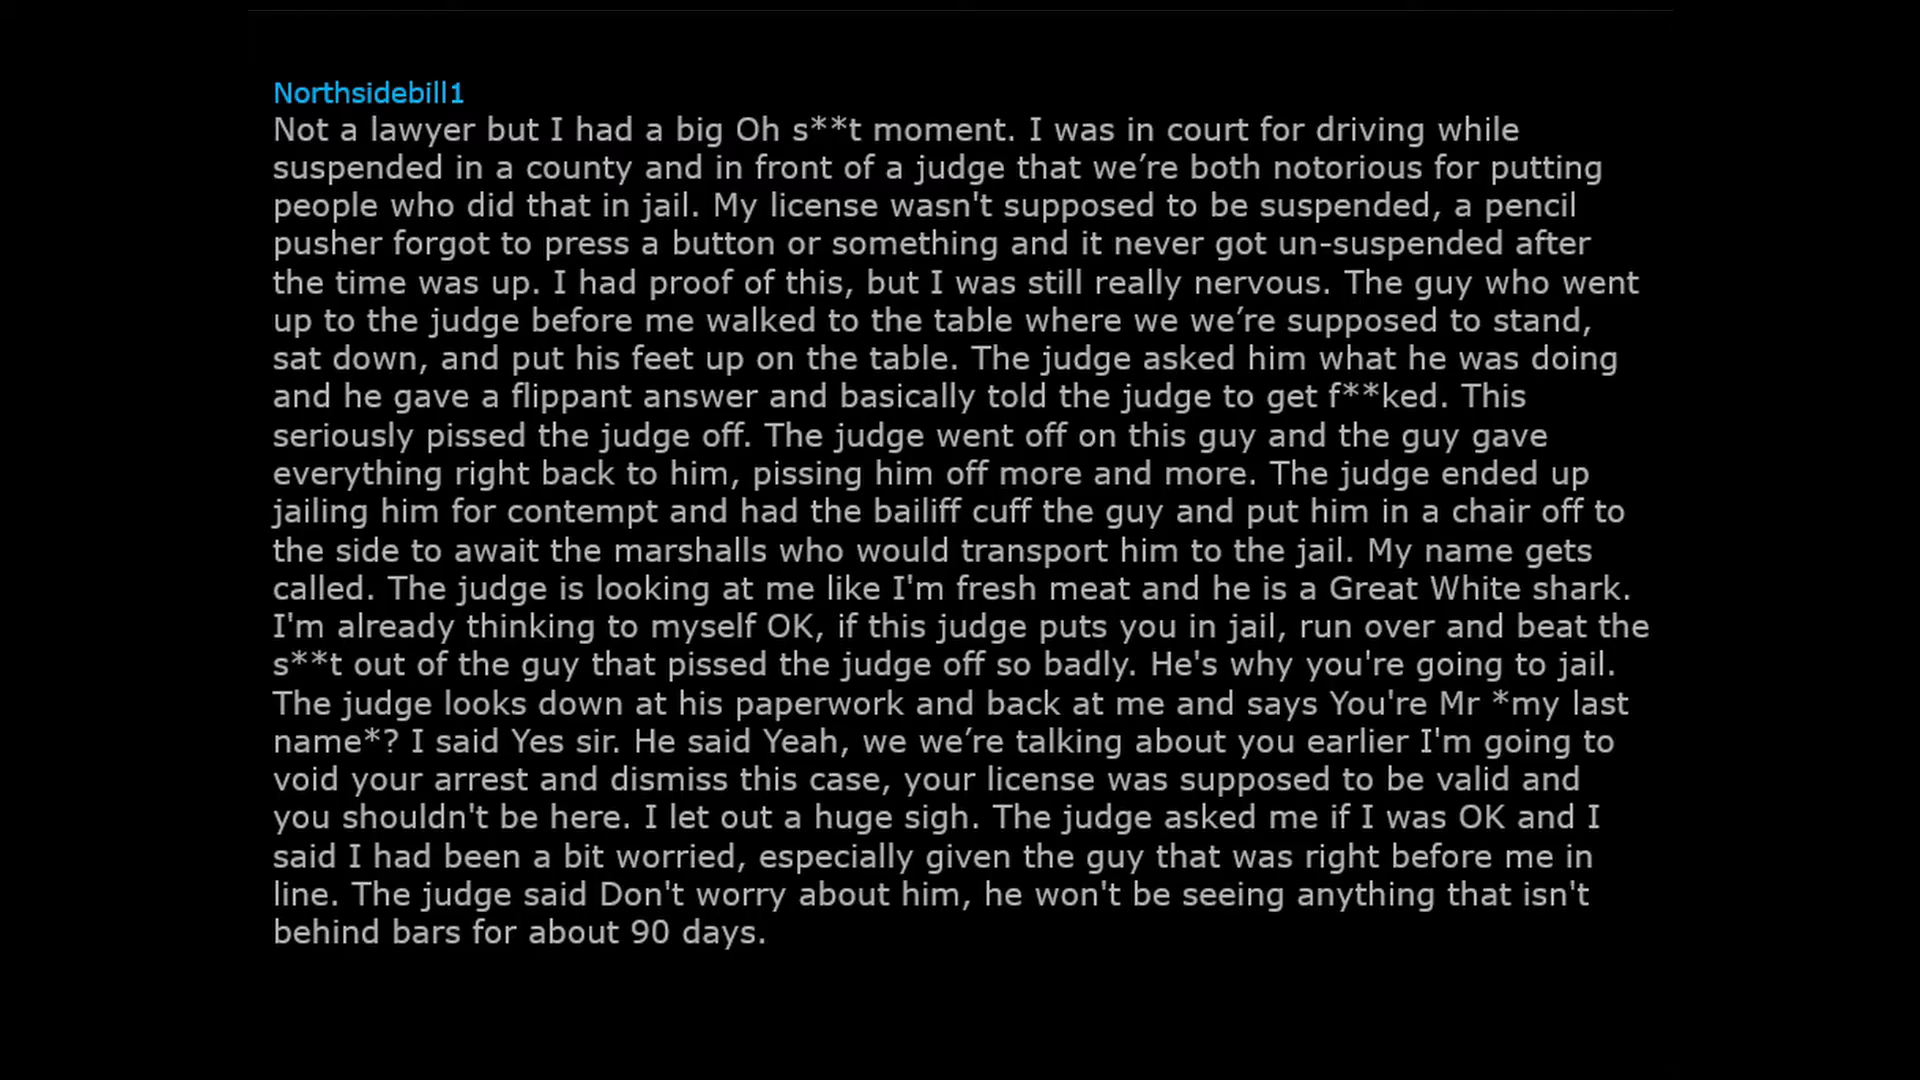 Northsidebill1
Not a lawyer but I had a big Oh s**t moment. I was in court for driving while
suspended in a county and in front of a judge that we’re both notorious for putting
people who did that in jail. My license wasn't supposed to be suspended, a pencil
pusher forgot to press a button or something and it never got un-suspended after
the time was up. I had proof of this, but I was still really nervous. The guy who went
up to the judge before me walked to the table where we we’re supposed to stand,
sat down, and put his feet up on the table. The judge asked him what he was doing
and he gave a flippant answer and basically told the judge to get f**ked. This
seriously pissed the judge off. The judge went off on this guy and the guy gave
everything right back to him, pissing him off more and more. The judge ended up
jailing him for contempt and had the bailiff cuff the guy and put him in a chair off to
the side to await the marshalls who would transport him to the jail. My name gets
called. The judge is looking at me like I'm fresh meat and he is a Great White shark.
I'm already thinking to myself OK, if this judge puts you in jail, run over and beat the
s**t out of the guy that pissed the judge off so badly. He's why you're going to jail.
The judge looks down at his paperwork and back at me and says You're Mr *my last
name*? I said Yes sir. He said Yeah, we we’re talking about you earlier I'm going to
void your arrest and dismiss this case, your license was supposed to be valid and
you shouldn't be here. I let out a huge sigh. The judge asked me if I was OK and I
said I had been a bit worried, especially given the guy that was right before me in
line. The judge said Don't worry about him, he won't be seeing anything that isn't
behind bars for about 90 days.